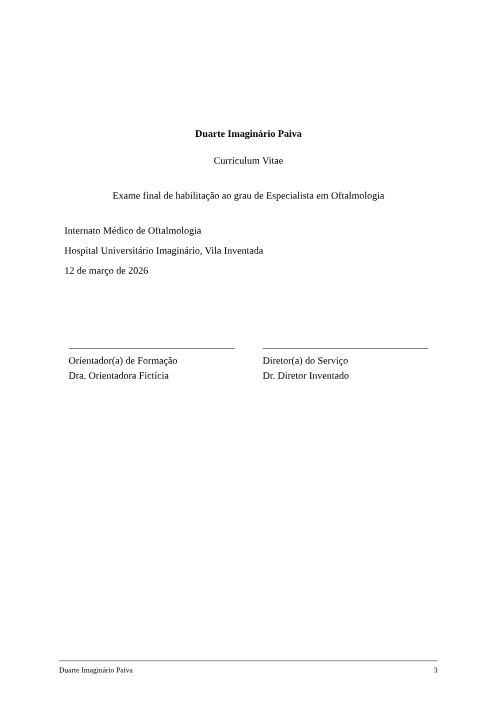 Duarte Imaginário Paiva
Curriculum Vitae
Exame final de habilitação ao grau de Especialista em Oftalmologia
Internato Médico de Oftalmologia
Hospital Universitário Imaginário, Vila Inventada
12 de março de 2026
Orientador(a) de Formação
Dra. Orientadora Fictícia
Diretor(a) do Serviço
Dr. Diretor Inventado
Duarte Imaginário Paiva
3